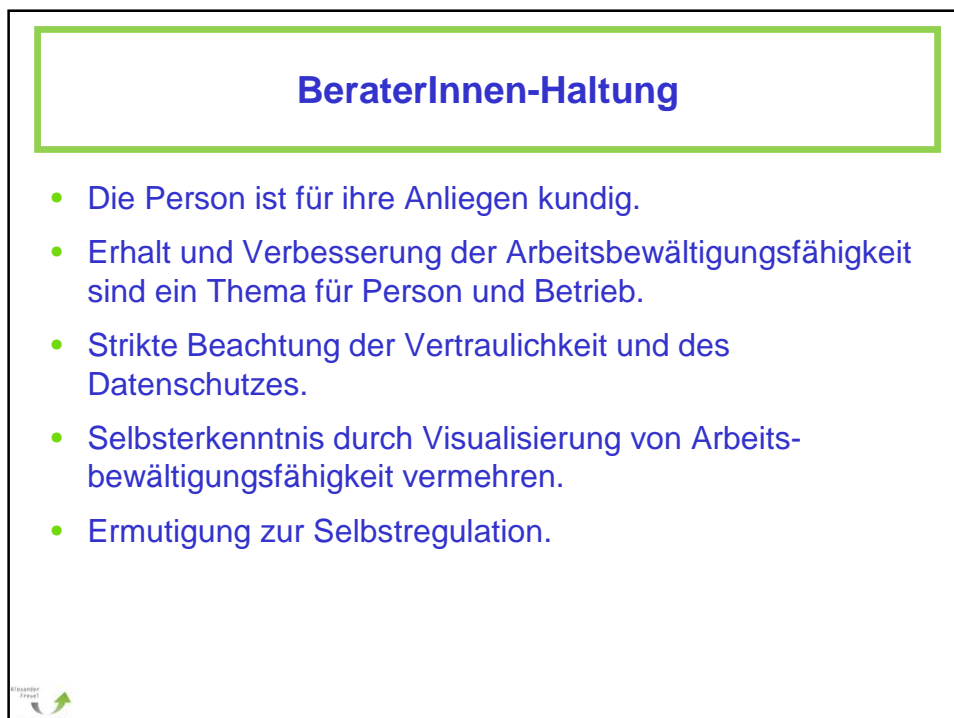 BeraterInnen-Haltung
• Die Person ist für ihre Anliegen kundig.
• Erhalt und Verbesserung der Arbeitsbewältigungsfähigkeit
sind ein Thema für Person und Betrieb.
• Strikte Beachtung der Vertraulichkeit und des
Datenschutzes.
• Selbsterkenntnis durch Visualisierung von Arbeits-
bewältigungsfähigkeit vermehren.
• Ermutigung zur Selbstregulation.
Alexander